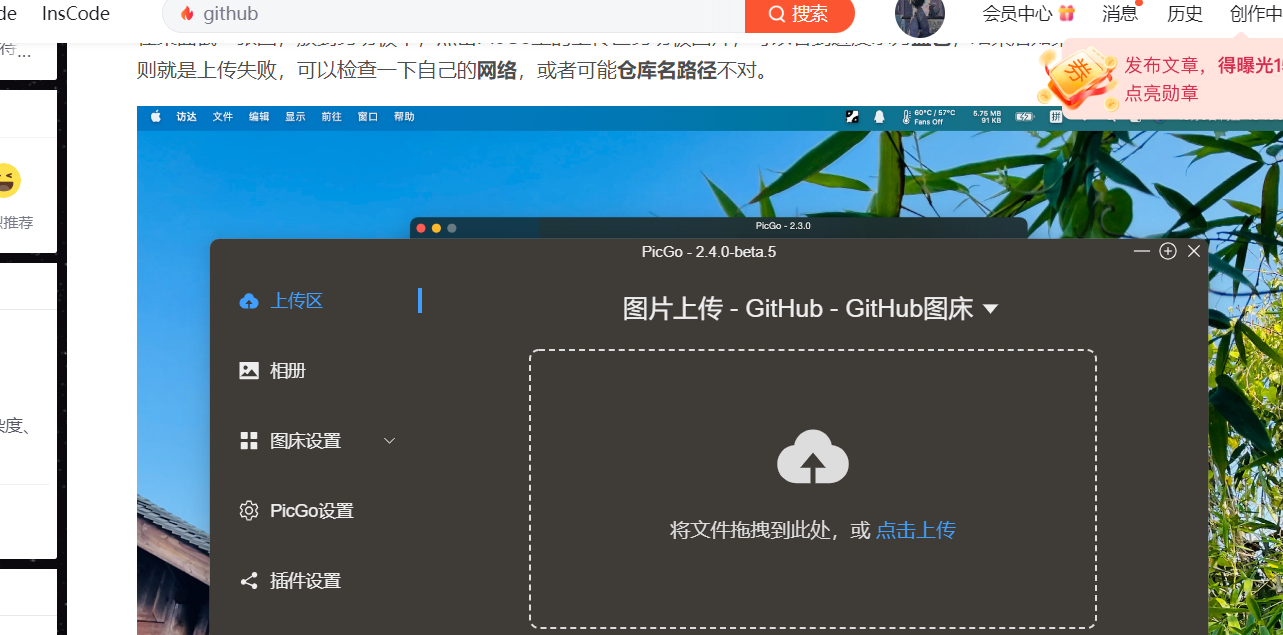 de InsCode github 搜索 会员中心 消息 历史 创作中
待...
则就是上传失败，可以检查一下自己的网络，或者可能仓库名路径不对。
券
发布文章，得曝光1
点亮勋章
访达 文件 编辑 显示 前往 窗口 帮助 60°C / 57°C Fans Off 5.75 MB 91 KB 拼
推荐
PicGo - 2.3.0
PicGo - 2.4.0-beta.5
上传区
图片上传 - GitHub - GitHub图床
相册
杂度、
图床设置
PicGo设置
将文件拖拽到此处，或 点击上传
插件设置